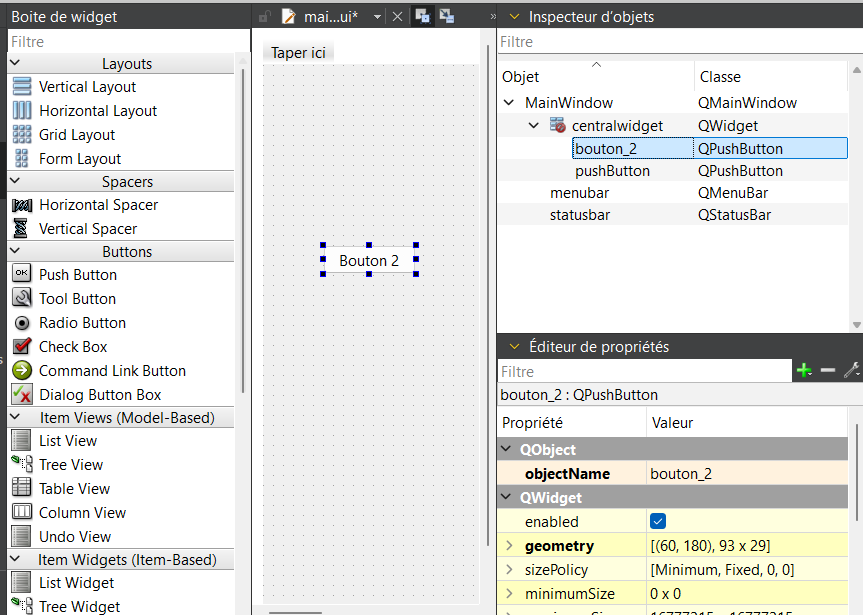 Boite de widget
Filtre
Layouts
Vertical Layout
Horizontal Layout
Grid Layout
Form Layout
Spacers
Horizontal Spacer
Vertical Spacer
Buttons
OK
Push Button
Tool Button
Radio Button
Check Box
Command Link Button
Dialog Button Box
Item Views (Model-Based)
List View
Tree View
Table View
Column View
Undo View
Item Widgets (Item-Based)
List Widget
Tree Widget
mai...ui*
»
Taper ici
Bouton 2
Inspecteur d'objets
Filtre
Objet Classe
MainWindow QMainWindow
centralwidget QWidget
bouton_2 QPushButton
pushButton QPushButton
menubar QMenuBar
statusbar QStatusBar
Éditeur de propriétés
Filtre
bouton_2 : QPushButton
Propriété Valeur
QObject
objectName bouton_2
QWidget
enabled
geometry [(60, 180), 93 x 29]
sizePolicy [Minimum, Fixed, 0, 0]
minimumSize 0 x 0